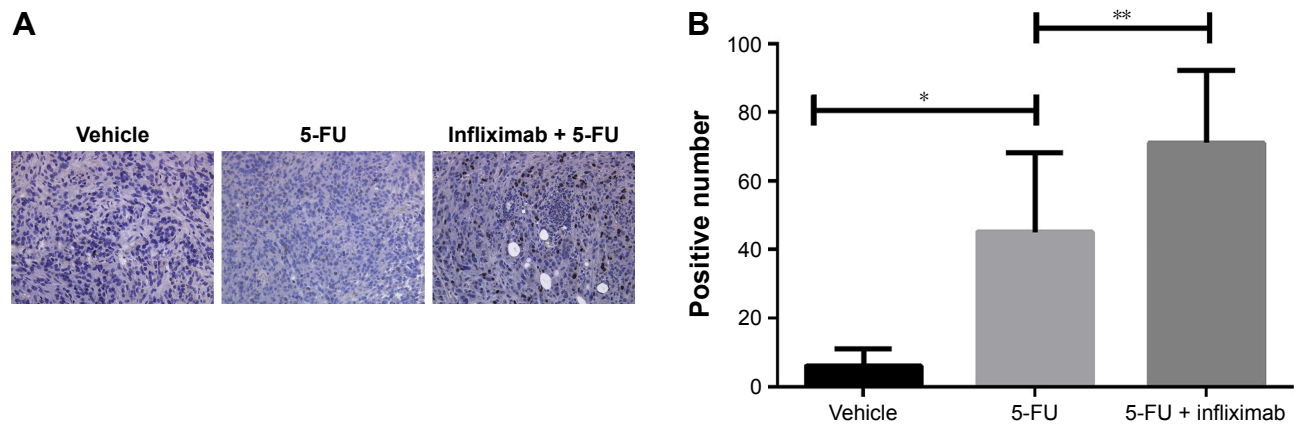 A
Vehicle
5-FU
Infliximab + 5-FU
B
**
*
100
80
60
40
20
0
Positive number
Vehicle
5-FU
5-FU + infliximab